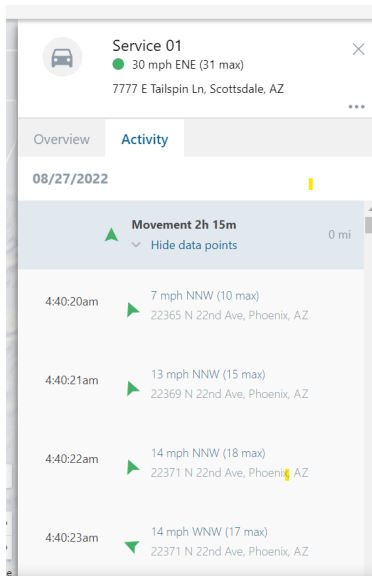 Service 01
30 mph ENE (31 max)
7777 E Tailspin Ln, Scottsdale, AZ
Overview Activity
08/27/2022
Movement 2h 15m
0 mi
Hide data points
4:40:20am
7 mph NNW (10 max)
22365 N 22nd Ave, Phoenix, AZ
4:40:21am
13 mph NNW (15 max)
22369 N 22nd Ave, Phoenix, AZ
4:40:22am
14 mph NNW (18 max)
22371 N 22nd Ave, Phoenix, AZ
4:40:23am
14 mph WNW (17 max)
22371 N 22nd Ave, Phoenix, AZ